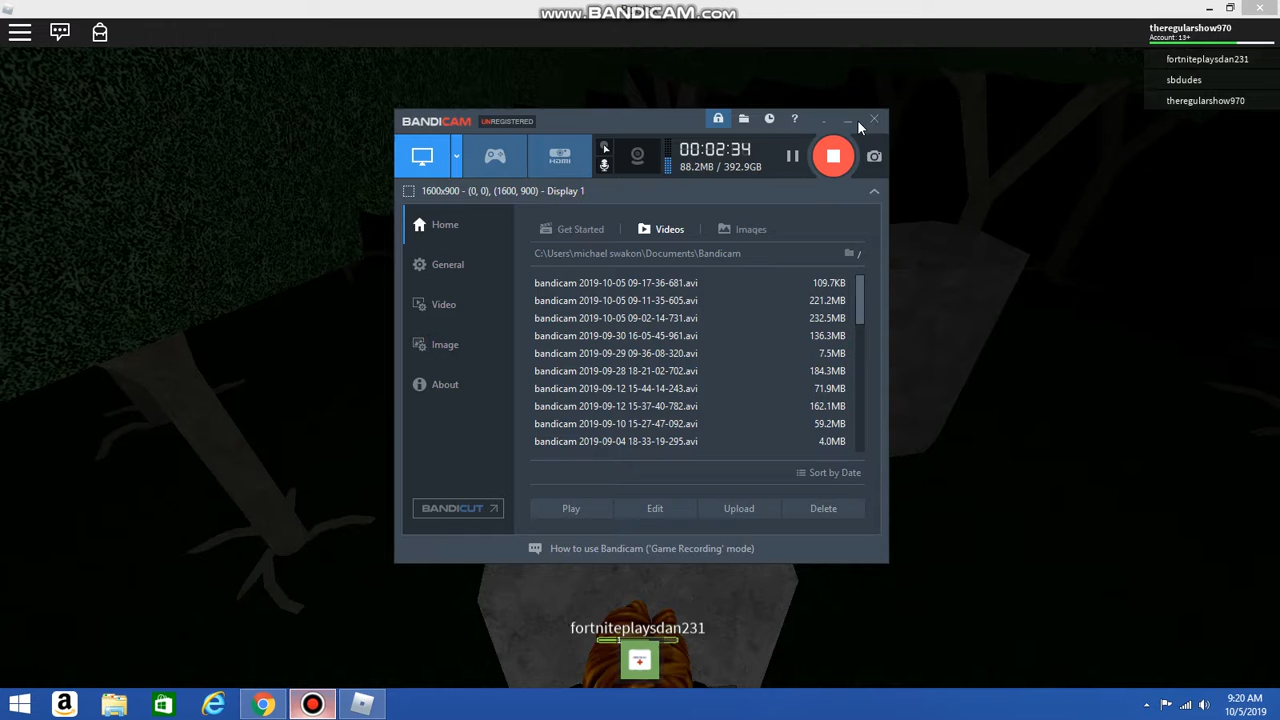 www.BANDICAM.com
theregularshow970
Account: 13+
fortniteplaysdan231
sbdudes
theregularshow970
BANDICAM UNREGISTERED
?
HDMI
00:02:34
88.2MB / 392.9GB
1600x900 - (0, 0), (1600, 900) - Display 1
Home
General
Video
Image
About
BANDICUT
Get Started
Videos
Images
C:\Users\michael swakon\Documents\Bandicam
/
bandicam 2019-10-05 09-17-36-681.avi 109.7KB
bandicam 2019-10-05 09-11-35-605.avi 221.2MB
bandicam 2019-10-05 09-02-14-731.avi 232.5MB
bandicam 2019-09-30 16-05-45-961.avi 136.3MB
bandicam 2019-09-29 09-36-08-320.avi 7.5MB
bandicam 2019-09-28 18-21-02-702.avi 184.3MB
bandicam 2019-09-12 15-44-14-243.avi 71.9MB
bandicam 2019-09-12 15-37-40-782.avi 162.1MB
bandicam 2019-09-10 15-27-47-092.avi 59.2MB
bandicam 2019-09-04 18-33-19-295.avi 4.0MB
Sort by Date
Play Edit Upload Delete
How to use Bandicam ('Game Recording' mode)
fortniteplaysdan231
1
9:20 AM
10/5/2019